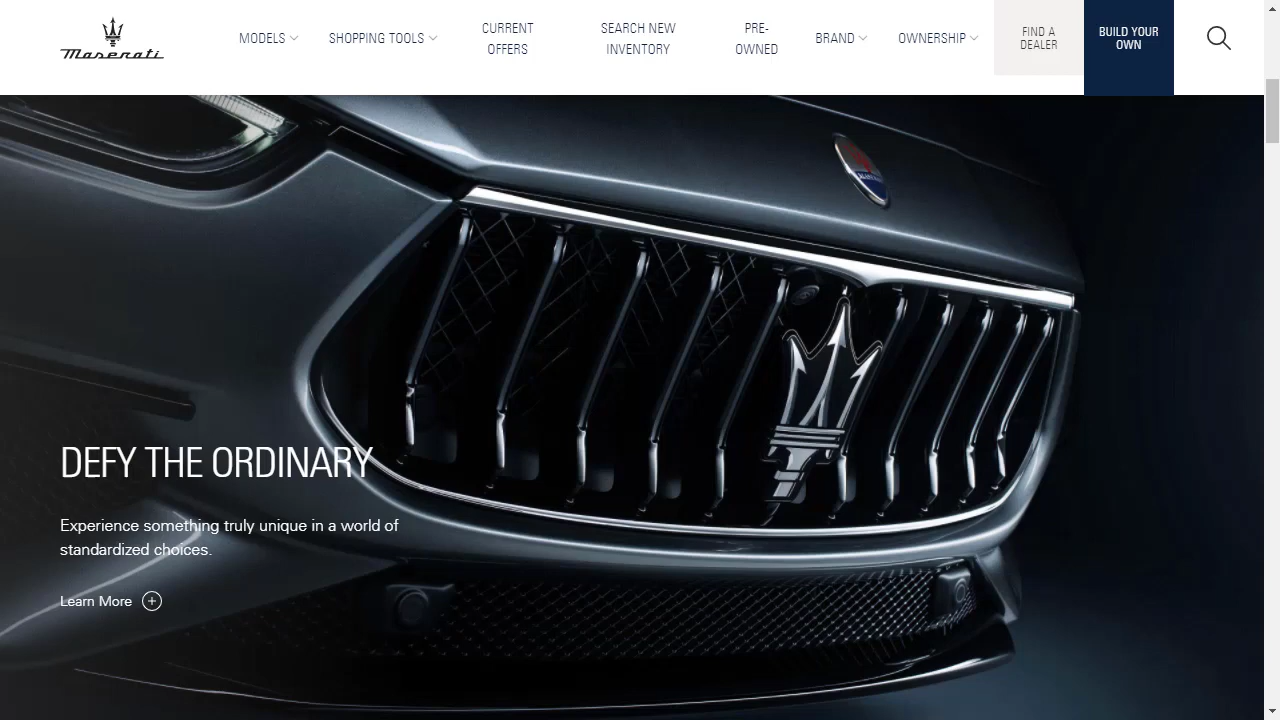 Maserati
MODELS
SHOPPING TOOLS
CURRENT
OFFERS
SEARCH NEW
INVENTORY
PRE-
OWNED
BRAND
OWNERSHIP
FIND A
DEALER
BUILD YOUR
OWN
DEFY THE ORDINARY
Experience something truly unique in a world of
standardized choices.
Learn More